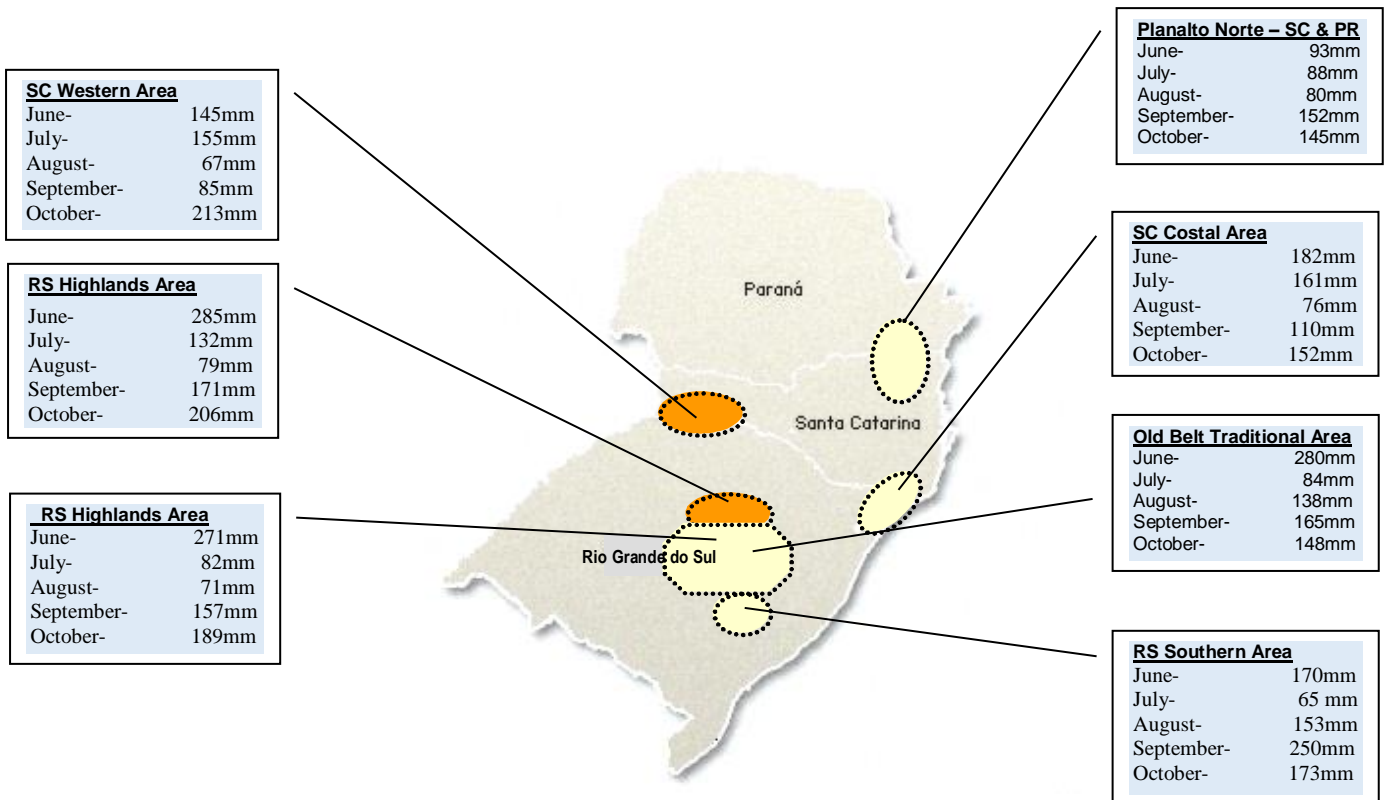 Planalto Norte – SC & PR
June- 93mm
July- 88mm
August- 80mm
September- 152mm
October- 145mm
SC Western Area
June- 145mm
July- 155mm
August- 67mm
September- 85mm
October- 213mm
SC Costal Area
June- 182mm
July- 161mm
August- 76mm
September- 110mm
October- 152mm
RS Highlands Area
June- 285mm
July- 132mm
August- 79mm
September- 171mm
October- 206mm
Paraná
Santa Catarina
Old Belt Traditional Area
June- 280mm
July- 84mm
August- 138mm
September- 165mm
October- 148mm
RS Highlands Area
June- 271mm
July- 82mm
August- 71mm
September- 157mm
October- 189mm
Rio Grande do Sul
RS Southern Area
June- 170mm
July- 65 mm
August- 153mm
September- 250mm
October- 173mm